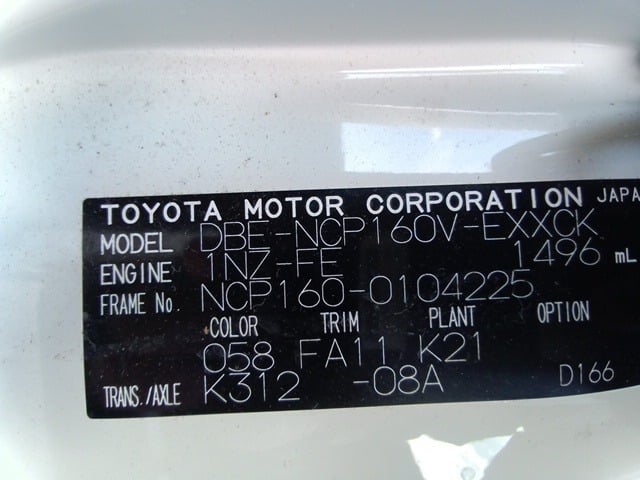 TOYOTA MOTOR CORPORATION JAPA
MODEL DBE-NCP160V-EXXCK
ENGINE 1NZ-FE 1496 mL
FRAME No. NCP160-0104225
COLOR TRIM PLANT OPTION
058 FA11 K21
TRANS./AXLE K312 -08A D166